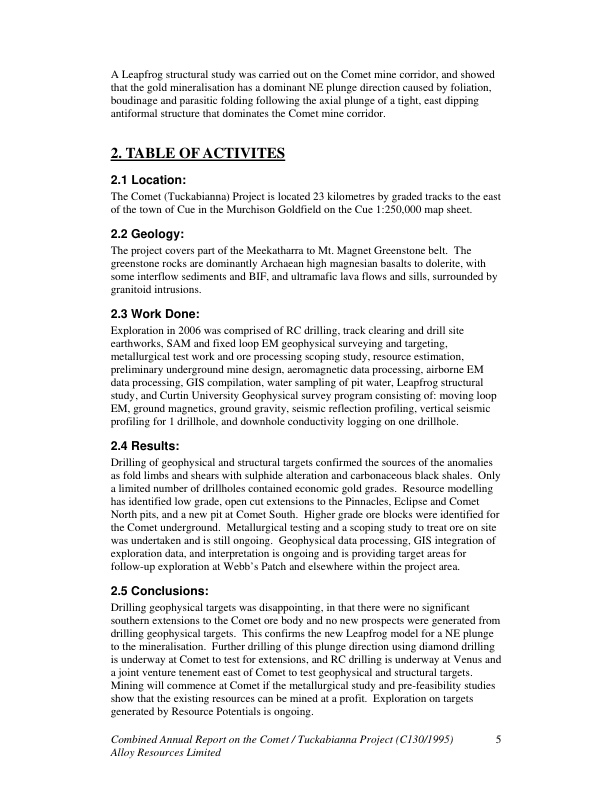 A Leapfrog structural study was carried out on the Comet mine corridor, and showed
that the gold mineralisation has a dominant NE plunge direction caused by foliation,
boudinage and parasitic folding following the axial plunge of a tight, east dipping
antiformal structure that dominates the Comet mine corridor.
2. TABLE OF ACTIVITES
2.1 Location:
The Comet (Tuckabianna) Project is located 23 kilometres by graded tracks to the east
of the town of Cue in the Murchison Goldfield on the Cue 1:250,000 map sheet.
2.2 Geology:
The project covers part of the Meekatharra to Mt. Magnet Greenstone belt.  The
greenstone rocks are dominantly Archaean high magnesian basalts to dolerite, with
some interflow sediments and BIF, and ultramafic lava flows and sills, surrounded by
granitoid intrusions.
2.3 Work Done:
Exploration in 2006 was comprised of RC drilling, track clearing and drill site
earthworks, SAM and fixed loop EM geophysical surveying and targeting,
metallurgical test work and ore processing scoping study, resource estimation,
preliminary underground mine design, aeromagnetic data processing, airborne EM
data processing, GIS compilation, water sampling of pit water, Leapfrog structural
study, and Curtin University Geophysical survey program consisting of: moving loop
EM, ground magnetics, ground gravity, seismic reflection profiling, vertical seismic
profiling for 1 drillhole, and downhole conductivity logging on one drillhole.
2.4 Results:
Drilling of geophysical and structural targets confirmed the sources of the anomalies
as fold limbs and shears with sulphide alteration and carbonaceous black shales.  Only
a limited number of drillholes contained economic gold grades.  Resource modelling
has identified low grade, open cut extensions to the Pinnacles, Eclipse and Comet
North pits, and a new pit at Comet South.  Higher grade ore blocks were identified for
the Comet underground.  Metallurgical testing and a scoping study to treat ore on site
was undertaken and is still ongoing.  Geophysical data processing, GIS integration of
exploration data, and interpretation is ongoing and is providing target areas for
follow-up exploration at Webb's Patch and elsewhere within the project area.
2.5 Conclusions:
Drilling geophysical targets was disappointing, in that there were no significant
southern extensions to the Comet ore body and no new prospects were generated from
drilling geophysical targets.  This confirms the new Leapfrog model for a NE plunge
to the mineralisation.  Further drilling of this plunge direction using diamond drilling
is underway at Comet to test for extensions, and RC drilling is underway at Venus and
a joint venture tenement east of Comet to test geophysical and structural targets.
Mining will commence at Comet if the metallurgical study and pre-feasibility studies
show that the existing resources can be mined at a profit.  Exploration on targets
generated by Resource Potentials is ongoing.
Combined Annual Report on the Comet / Tuckabianna Project (C130/1995) 5
Alloy Resources Limited